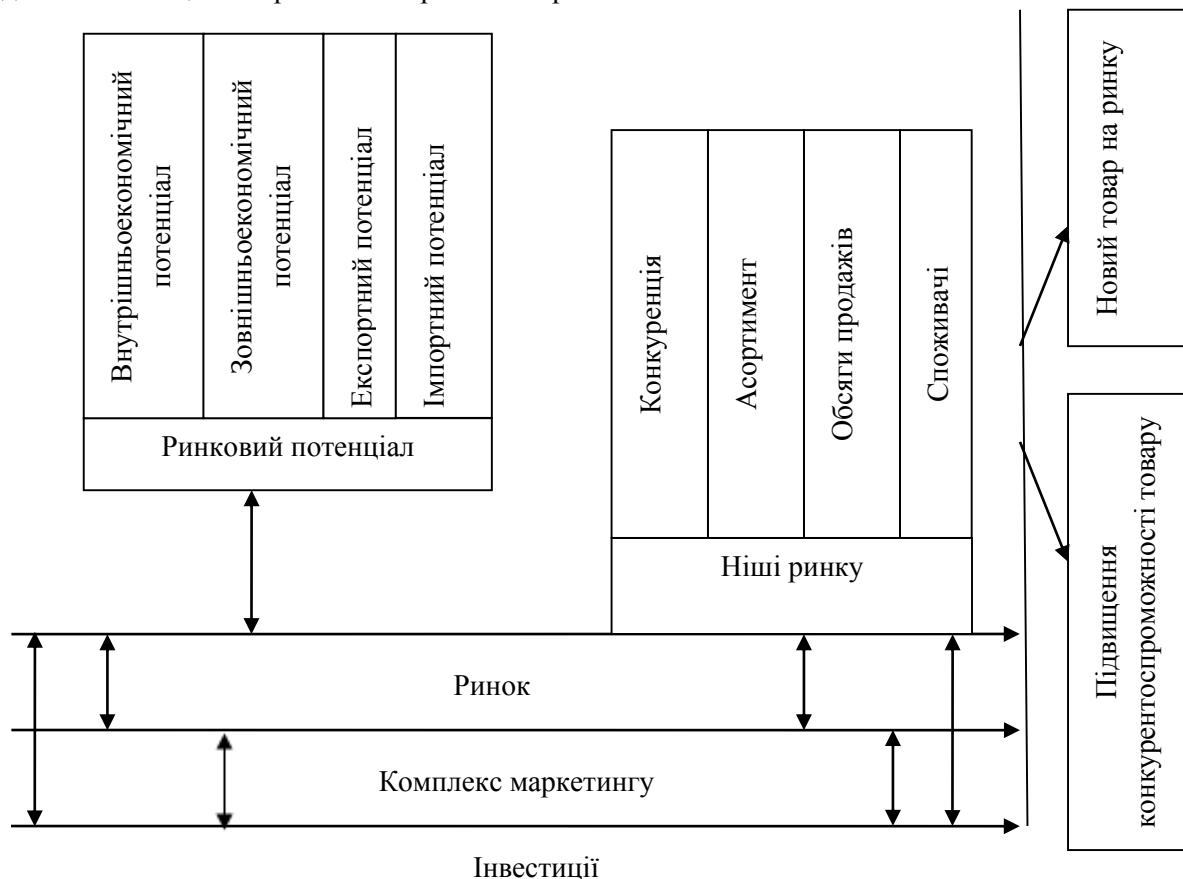 Внутрішньоекономічний
потенціал
Зовнішньоекономічний
потенціал
Експортний потенціал
Імпортний потенціал
Ринковий потенціал
Конкуренція
Асортимент
Обсяги продажів
Споживачі
Ніші ринку
Новий товар на ринку
Підвищення
конкурентоспроможності товару
Ринок
Комплекс маркетингу
Інвестиції